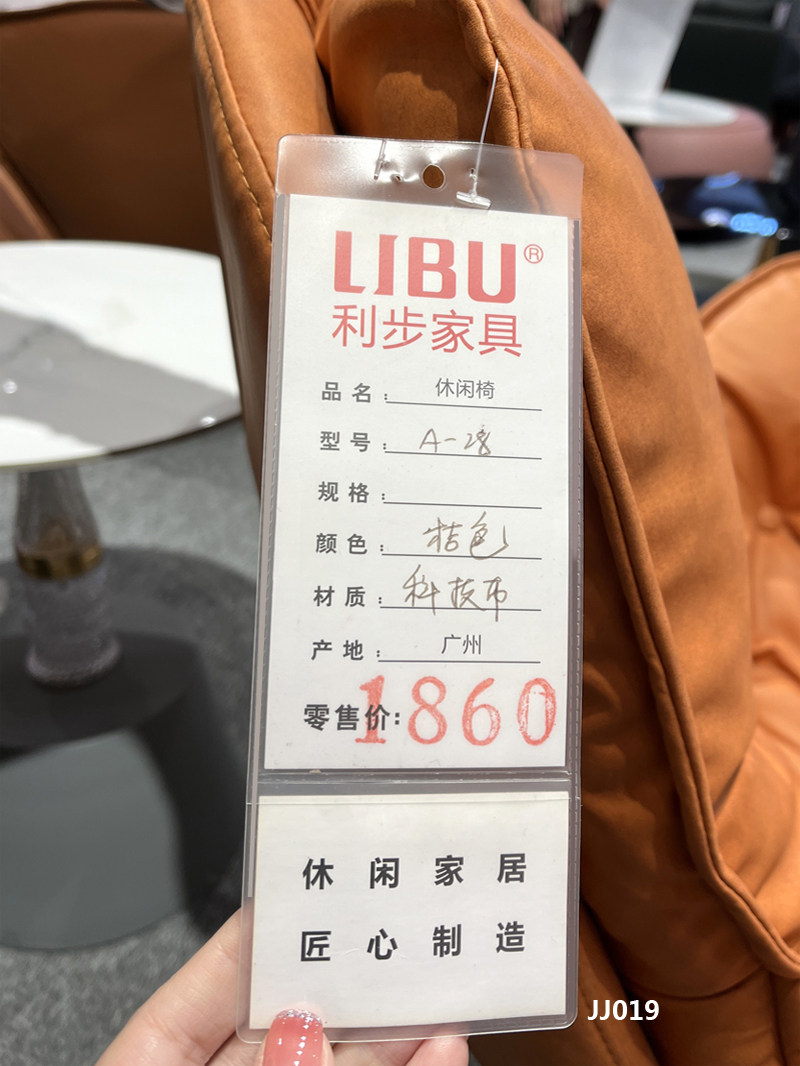 LIBU®
利步家具
品名：休闲椅
型号：A-28
规格：
颜色：桔色
材质：科技布
产地：广州
零售价：1860
休闲家居
匠心制造
JJ019